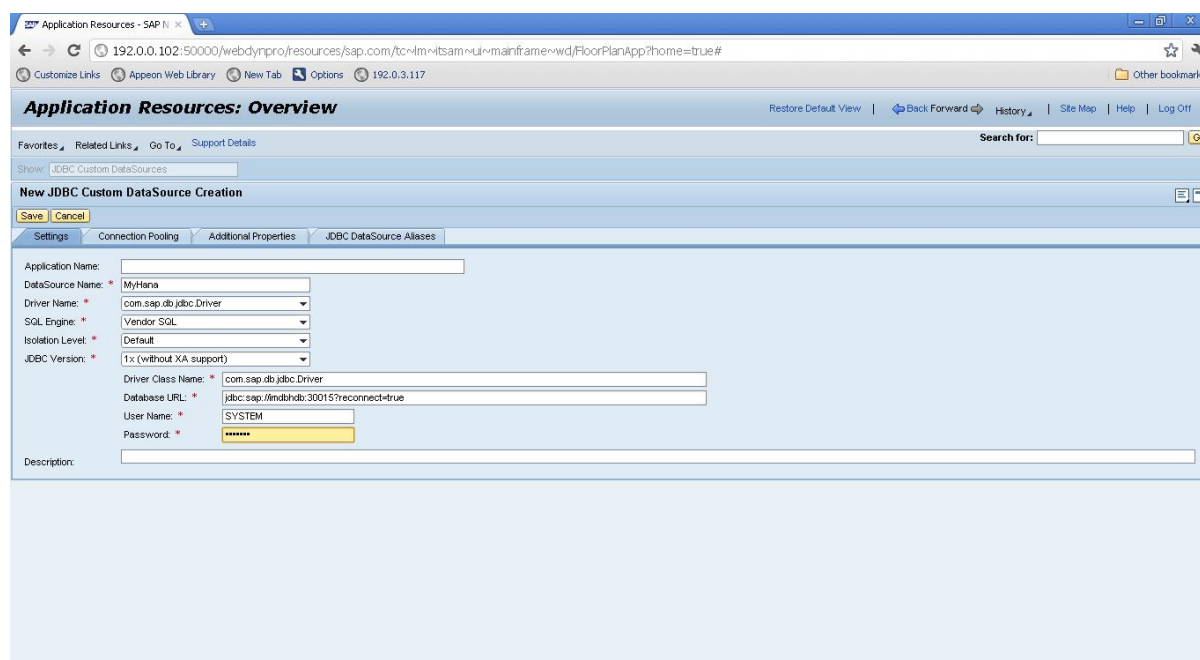 Application Resources - SAP N
192.0.0.102:50000/webdynpro/resources/sap.com/tc~lm~itsam~ui~mainframe~wd/FloorPlanApp?home=true#
Customize Links Appeon Web Library New Tab Options 192.0.3.117 Other bookmark
Application Resources: Overview Restore Default View | Back Forward History | Site Map | Help | Log Off
Favorites Related Links Go To Support Details Search for: G
Show: JDBC Custom DataSources
New JDBC Custom DataSource Creation
Save Cancel
Settings Connection Pooling Additional Properties JDBC DataSource Aliases
Application Name:
DataSource Name: * MyHana
Driver Name: * com.sap.db.jdbc.Driver
SQL Engine: * Vendor SQL
Isolation Level: * Default
JDBC Version: * 1x (without XA support)
Driver Class Name: * com.sap.db.jdbc.Driver
Database URL: * jdbc:sap://imdbhdb:30015?reconnect=true
User Name: * SYSTEM
Password: * •••••••
Description: